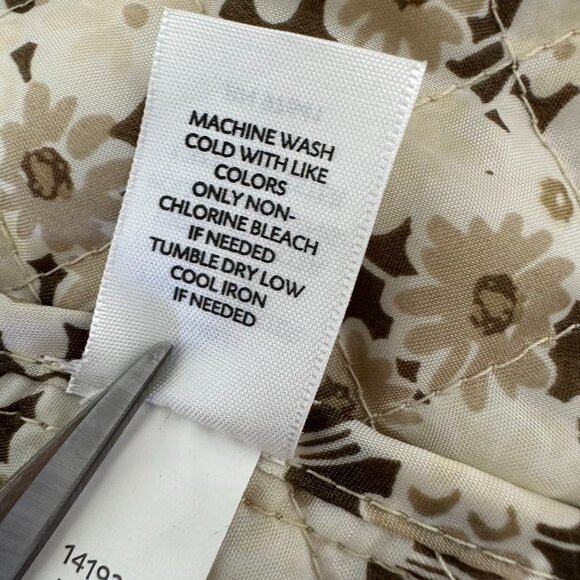 MACHINE WASH
COLD WITH LIKE
COLORS
ONLY NON-
CHLORINE BLEACH
IF NEEDED
TUMBLE DRY LOW
COOL IRON
IF NEEDED